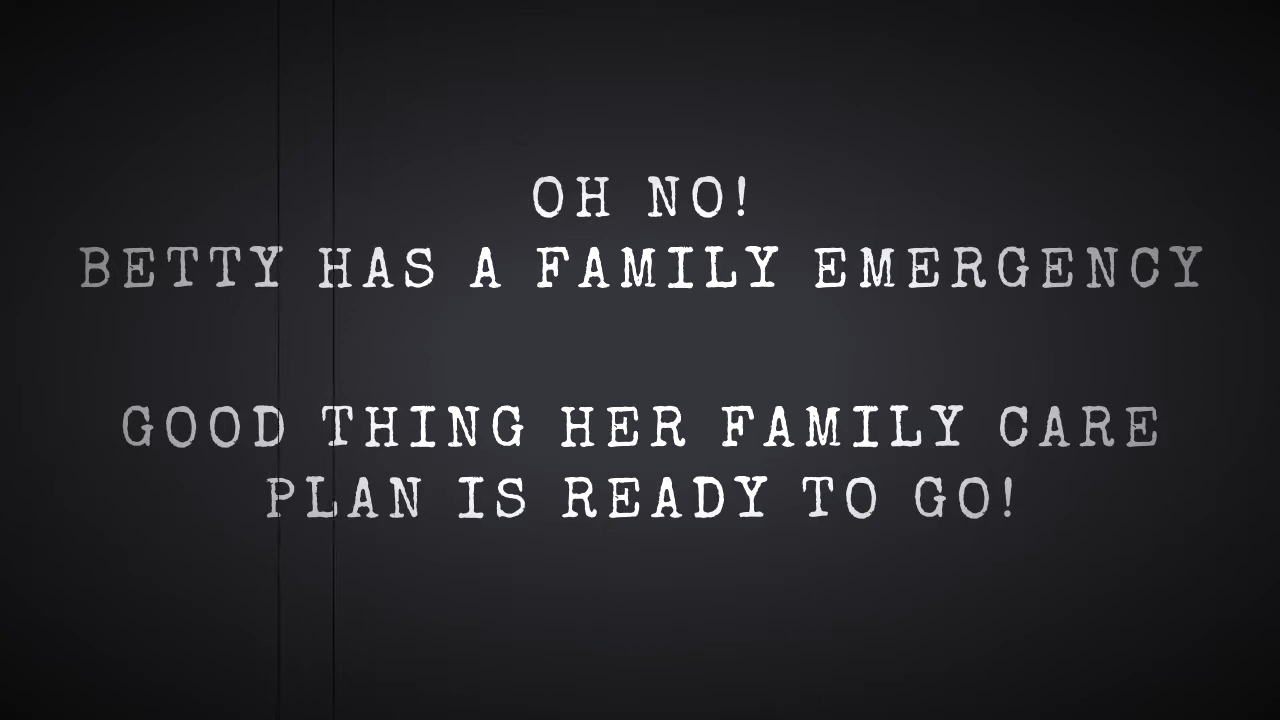 OH NO!
BETTY HAS A FAMILY EMERGENCY
GOOD THING HER FAMILY CARE
PLAN IS READY TO GO!